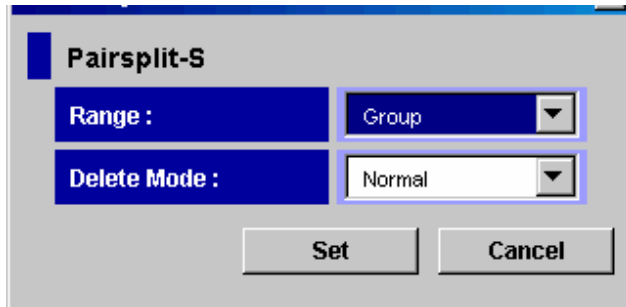 Pairsplit-S
Range : Group
Delete Mode : Normal
Set Cancel